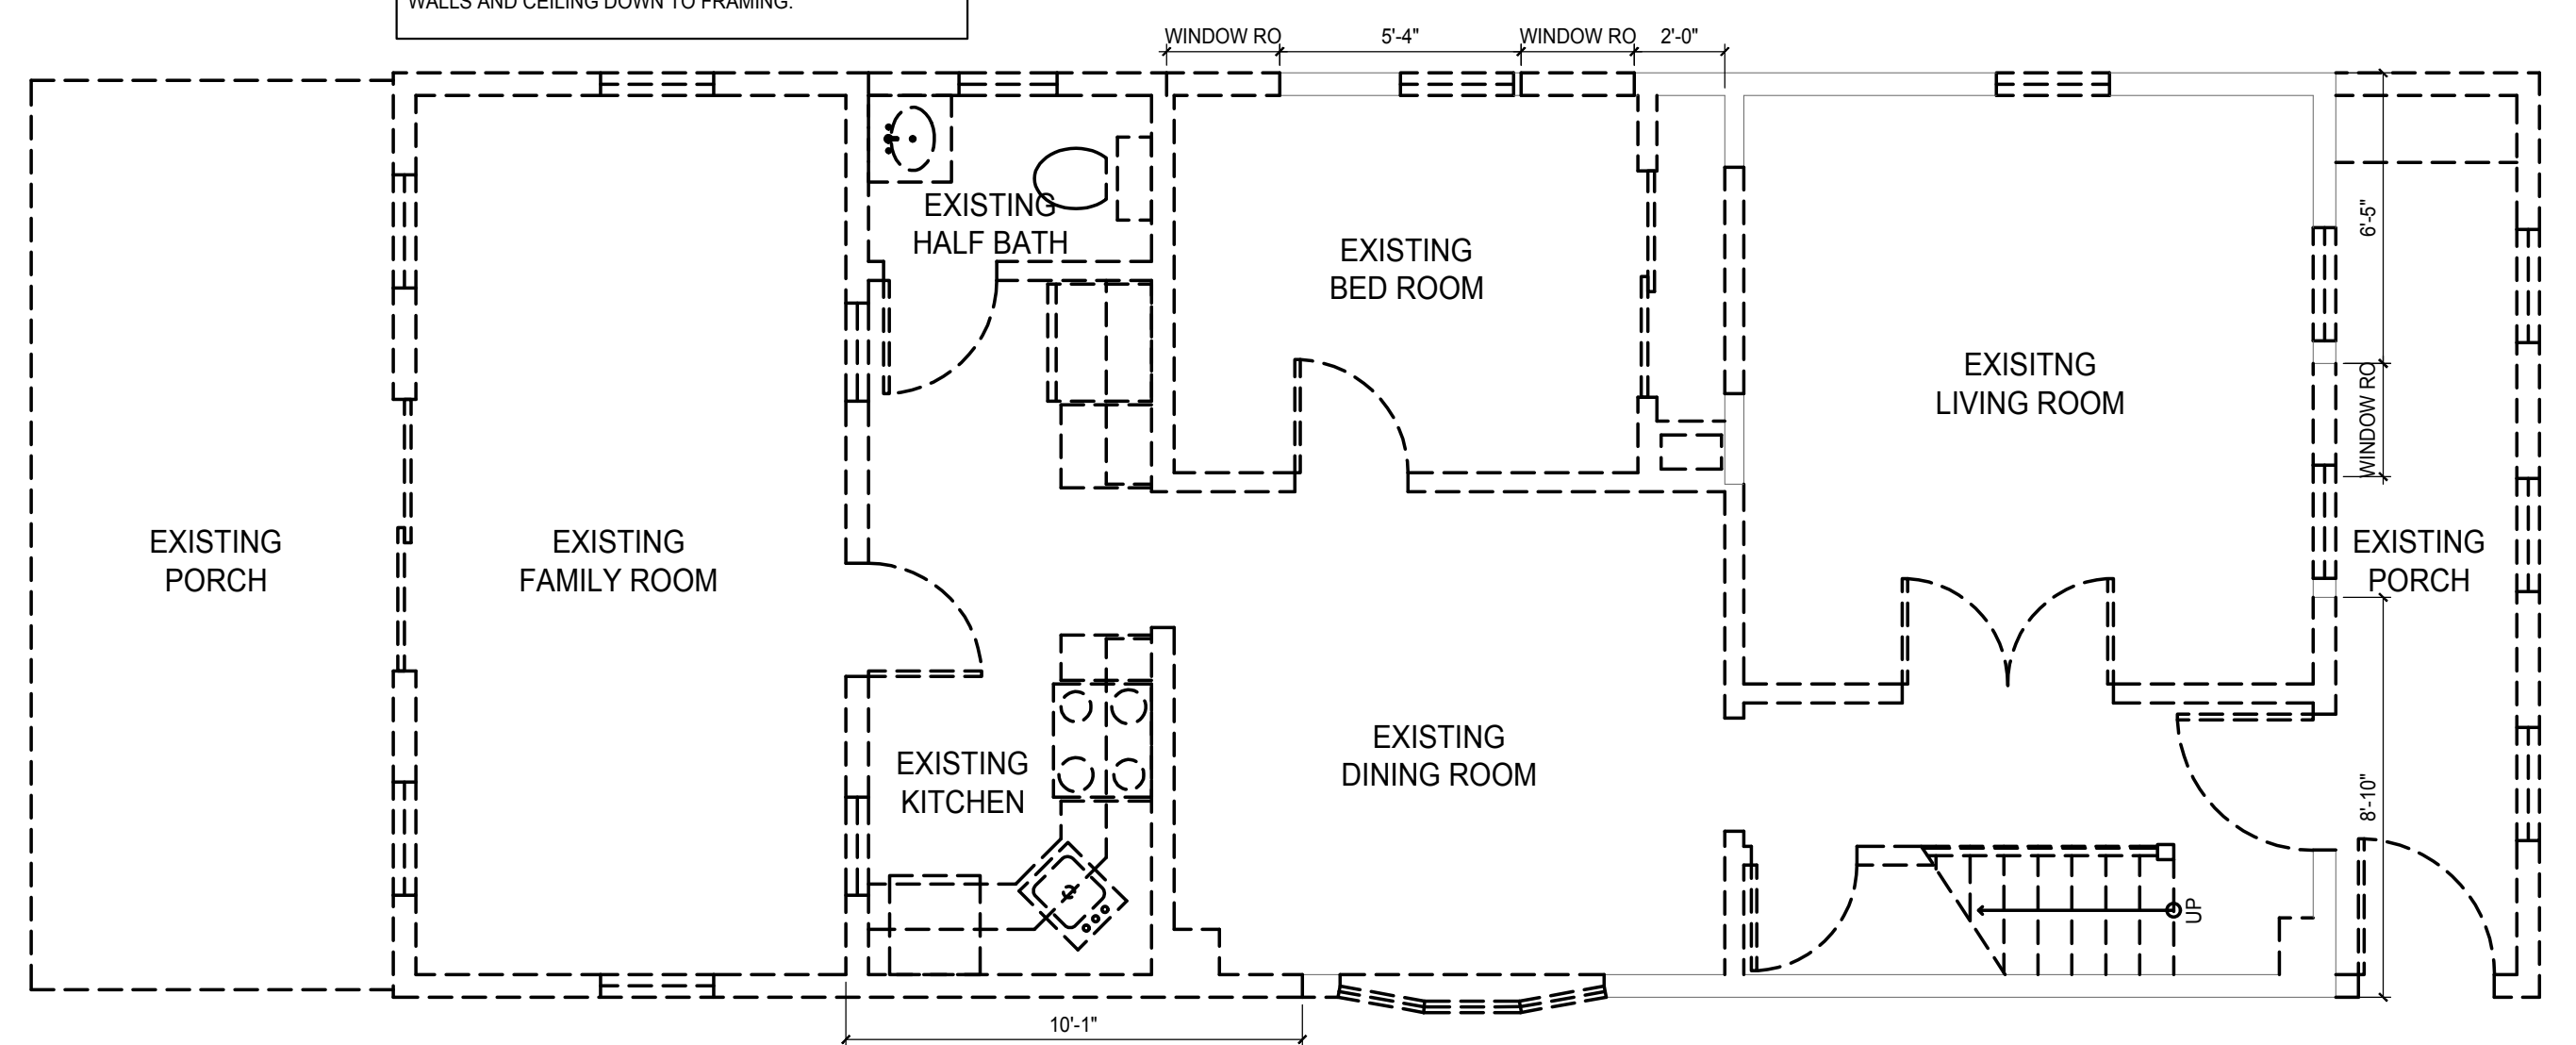 WALLS AND CEILING DOWN TO FRAMING.
WINDOW RO
5'-4"
WINDOW RO
2'-0"
EXISTING
HALF BATH
EXISTING
BED ROOM
6'-5"
EXISITNG
LIVING ROOM
WINDOW RO
EXISTING
PORCH
EXISTING
FAMILY ROOM
EXISTING
PORCH
EXISTING
KITCHEN
EXISTING
DINING ROOM
8'-10"
UP
10'-1"